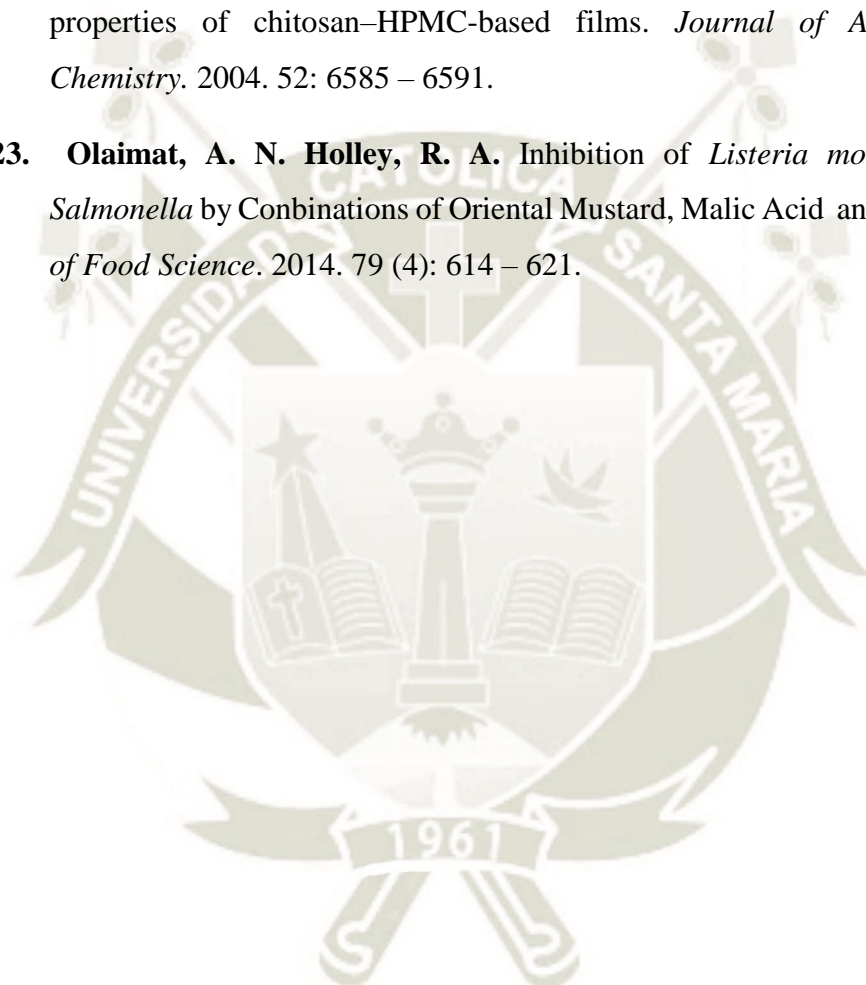 properties of chitosan–HPMC-based films. Journal of A
Chemistry. 2004. 52: 6585 – 6591.
23. Olaimat, A. N. Holley, R. A. Inhibition of Listeria mo
Salmonella by Conbinations of Oriental Mustard, Malic Acid an
of Food Science. 2014. 79 (4): 614 – 621.
UNIVERSIDAD CATOLICA SANTA MARIA
1961